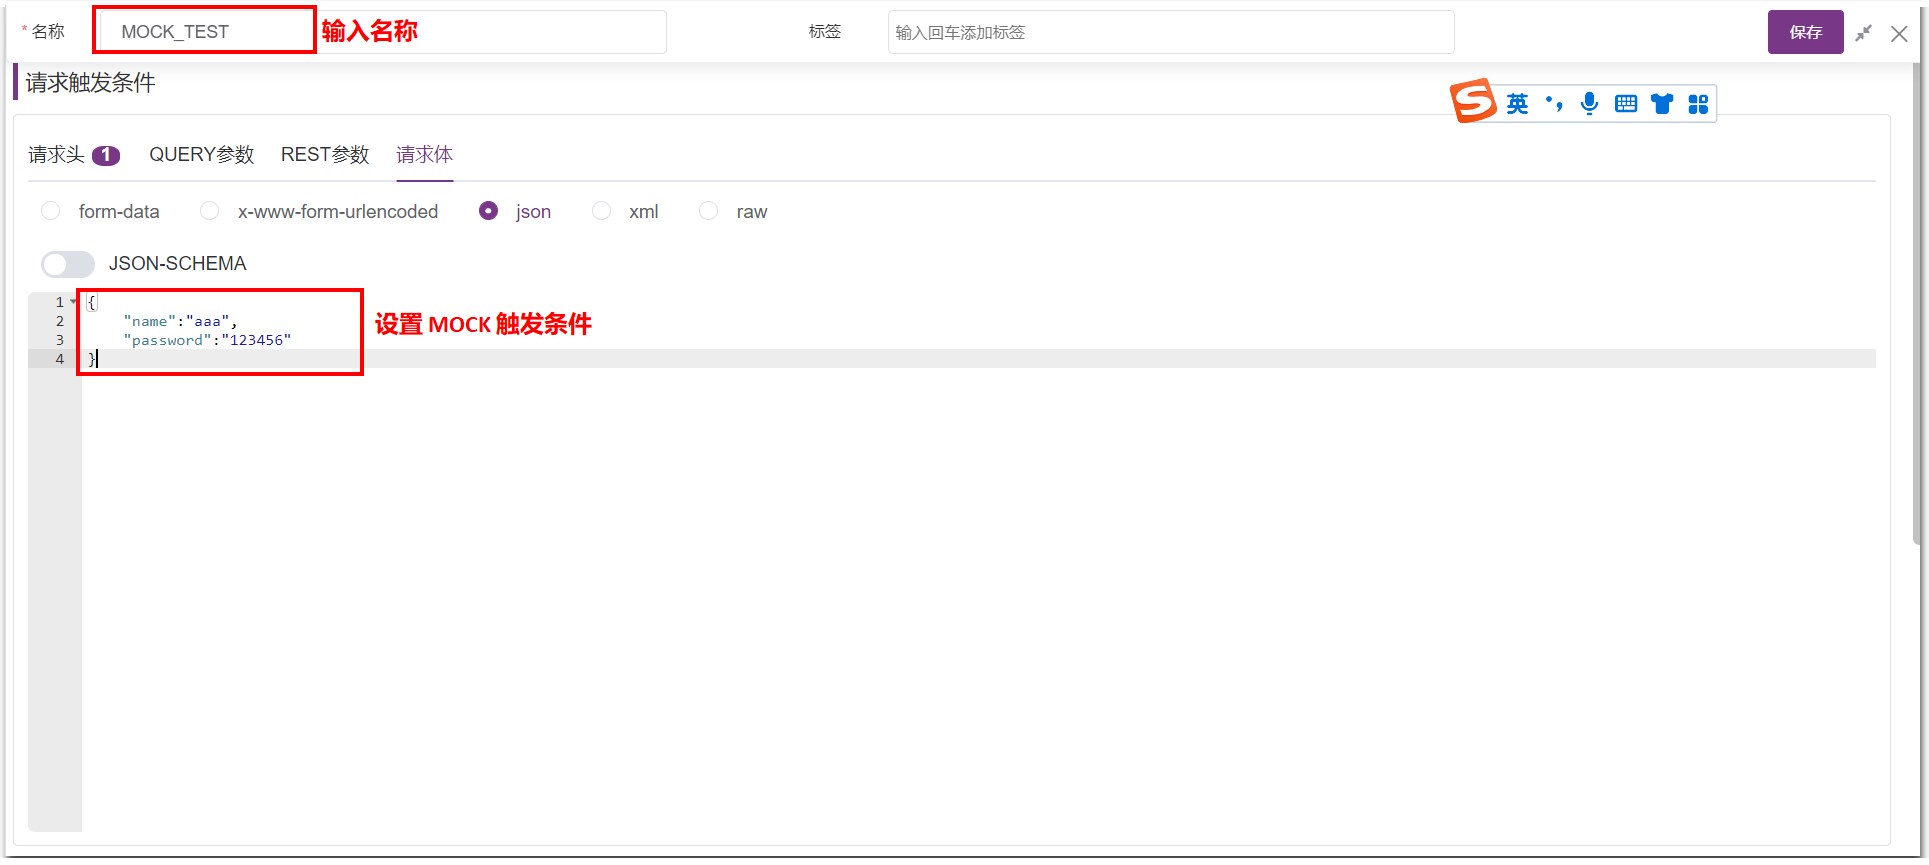 * 名称 MOCK_TEST 输入名称 标签 输入回车添加标签 保存
请求触发条件
英
请求头 1 QUERY参数 REST参数 请求体
form-data x-www-form-urlencoded json xml raw
JSON-SCHEMA
1 {
2 "name":"aaa",
设置 MOCK 触发条件
3 "password":"123456"
4 }